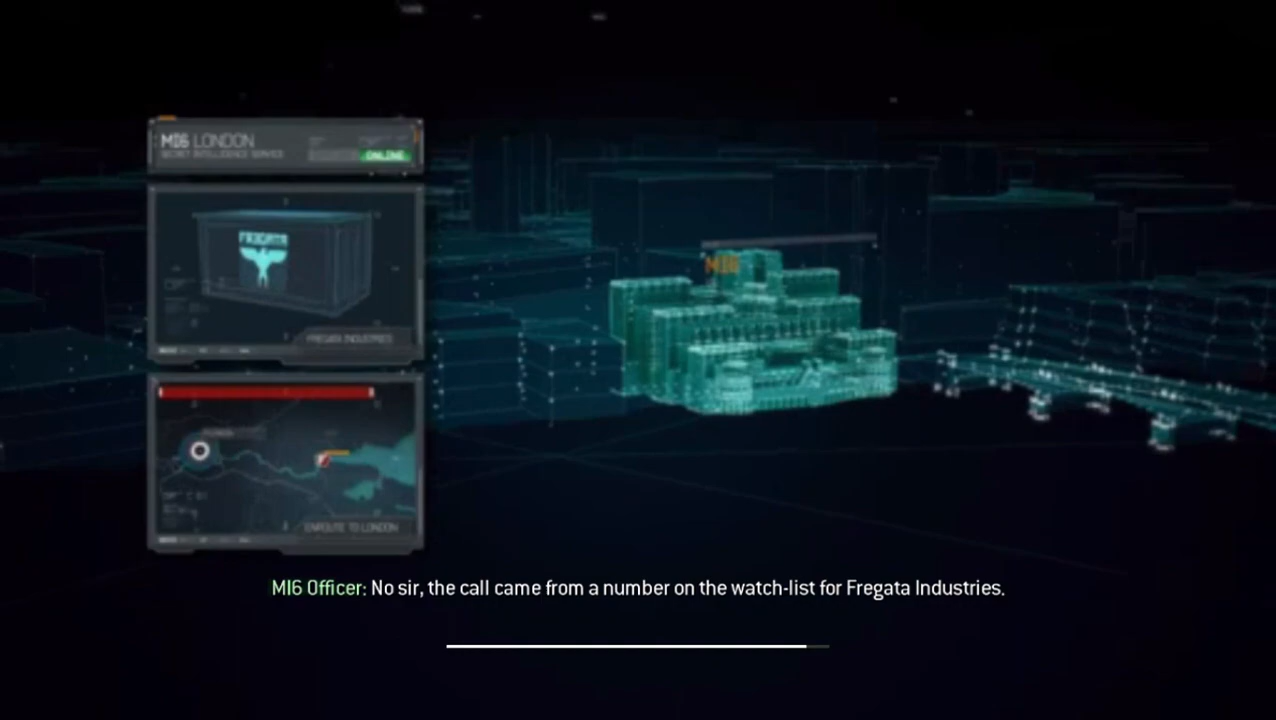 MI6 LONDON
SECRET INTELLIGENCE SERVICE
ONLINE
FREGATA
FREGATA INDUSTRIES
MI6
ENROUTE TO LONDON
MI6 Officer: No sir, the call came from a number on the watch-list for Fregata Industries.